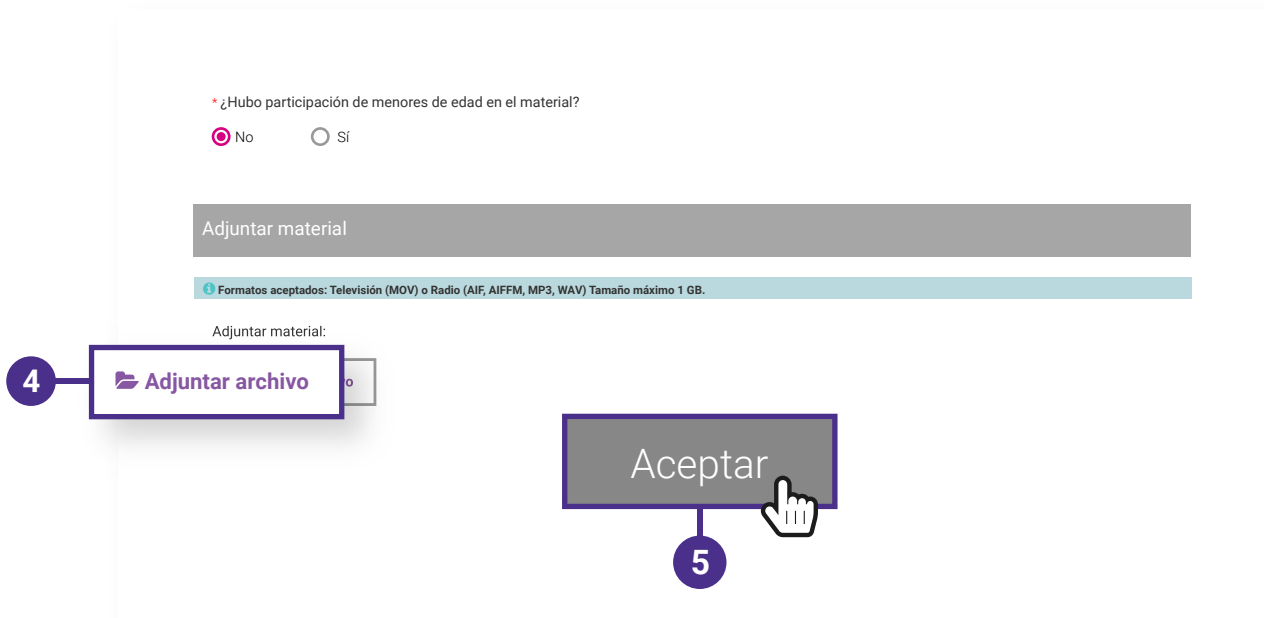 * ¿Hubo participación de menores de edad en el material?
No Sí
Adjuntar material
Formatos aceptados: Televisión (MOV) o Radio (AIF, AIFFM, MP3, WAV) Tamaño máximo 1 GB.
Adjuntar material:
4 Adjuntar archivo
Aceptar
5